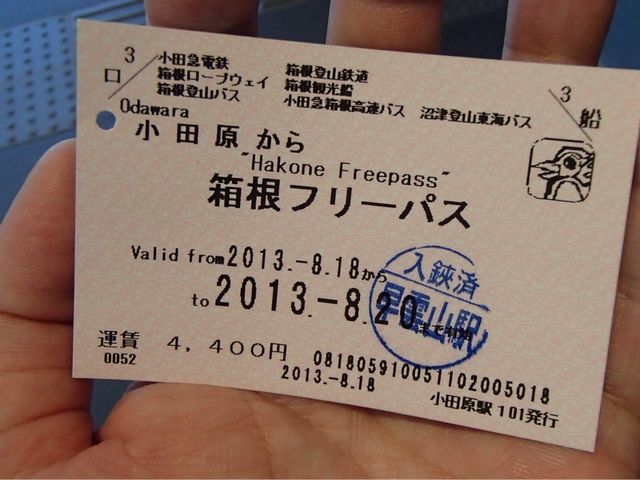 3
ロ
小田急電鉄 箱根登山鉄道
箱根ロープウェイ 箱根観光船
箱根登山バス 小田急箱根高速バス 沼津登山東海バス
3
船
Odawara
小田原から
"Hakone Freepass"
箱根フリーパス
Valid from 2013.-8.18から
to 2013.-8.20まで有効
入鋏済
早雲山駅
運賃 4,400円
0052
0818059100051102005018
2013.-8.18
小田原駅101発行